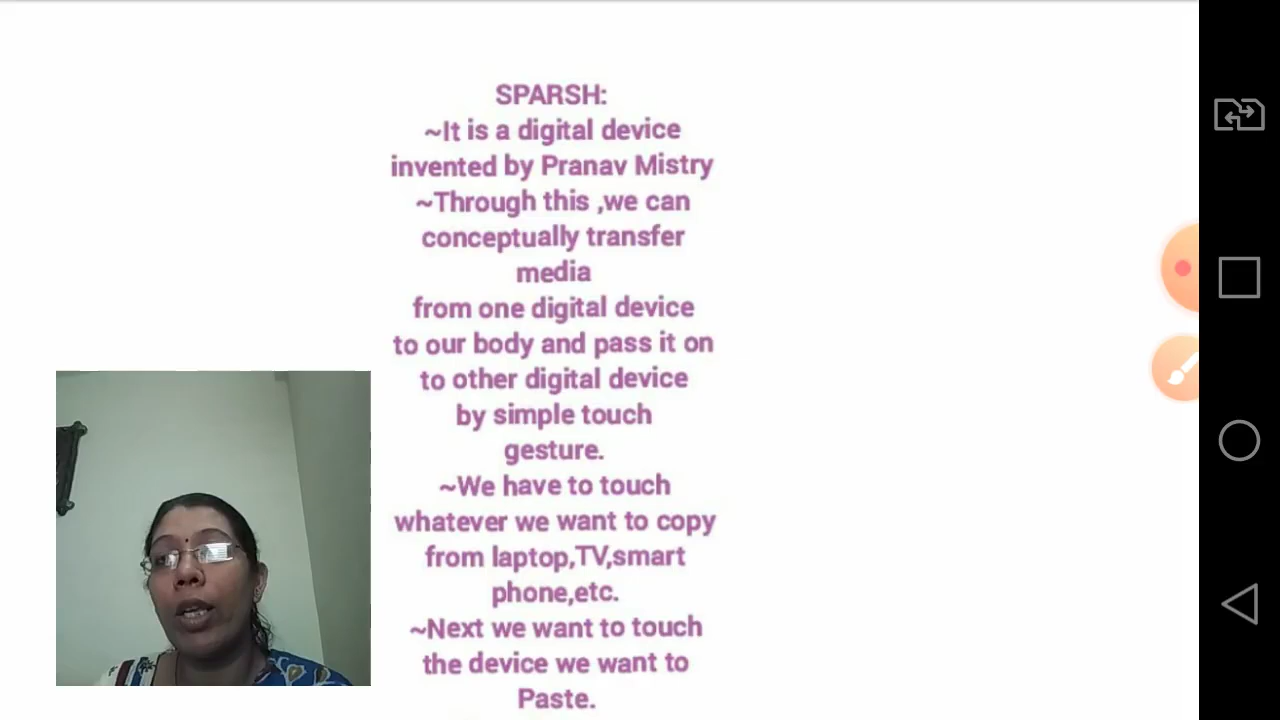 SPARSH:
~It is a digital device
invented by Pranav Mistry
~Through this ,we can
conceptually transfer
media
from one digital device
to our body and pass it on
to other digital device
by simple touch
gesture.
~We have to touch
whatever we want to copy
from laptop,TV,smart
phone,etc.
~Next we want to touch
the device we want to
Paste.